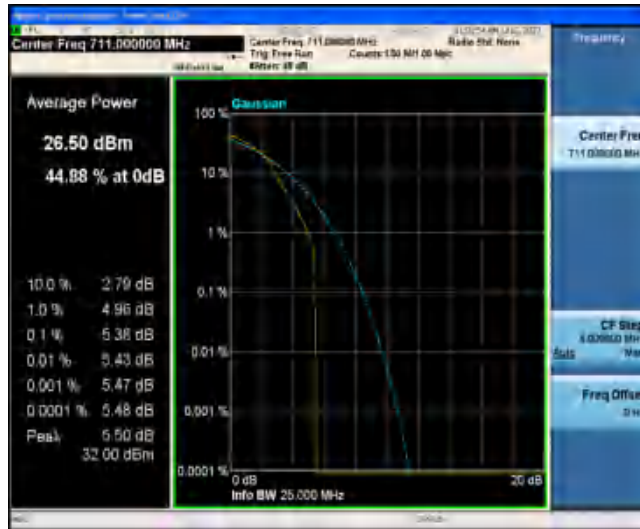 Center Freq 711.000000 MHz
Center Freq: 711.000000 MHz
Radio Std: None
Trig: Free Run
Frequency
Average Power
26.50 dBm
44.88 % at 0dB
10.0 % 2.79 dB
1.0 % 4.96 dB
0.1 % 5.38 dB
0.01 % 5.43 dB
0.001 % 5.47 dB
0.0001 % 5.48 dB
Peak 5.50 dB
32.00 dBm
Gaussian
100 %
10 %
1 %
0.1 %
0.01 %
0.001 %
0.0001 %
0 dB
20 dB
Info BW 25.000 MHz
Center Fre
711.000000 MH
CF Step
Auto
Freq Offse